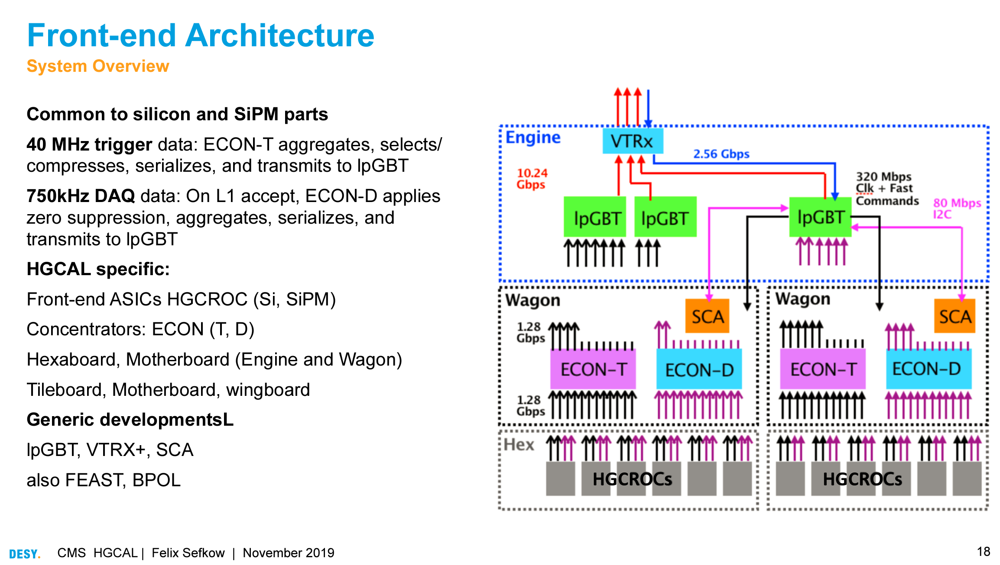 Front-end Architecture
System Overview
Common to silicon and SiPM parts
40 MHz trigger data: ECON-T aggregates, selects/
compresses, serializes, and transmits to lpGBT
750kHz DAQ data: On L1 accept, ECON-D applies
zero suppression, aggregates, serializes, and
transmits to lpGBT
HGCAL specific:
Front-end ASICs HGCROC (Si, SiPM)
Concentrators: ECON (T, D)
Hexaboard, Motherboard (Engine and Wagon)
Tileboard, Motherboard, wingboard
Generic developmentsL
lpGBT, VTRX+, SCA
also FEAST, BPOL
Engine
VTRx
2.56 Gbps
10.24
Gbps
320 Mbps
Clk + Fast
Commands
80 Mbps
I2C
lpGBT
lpGBT
lpGBT
Wagon
SCA
1.28
Gbps
ECON-T
ECON-D
1.28
Gbps
Wagon
SCA
ECON-T
ECON-D
Hex
HGCROCs
HGCROCs
DESY.
CMS HGCAL | Felix Sefkow | November 2019
18